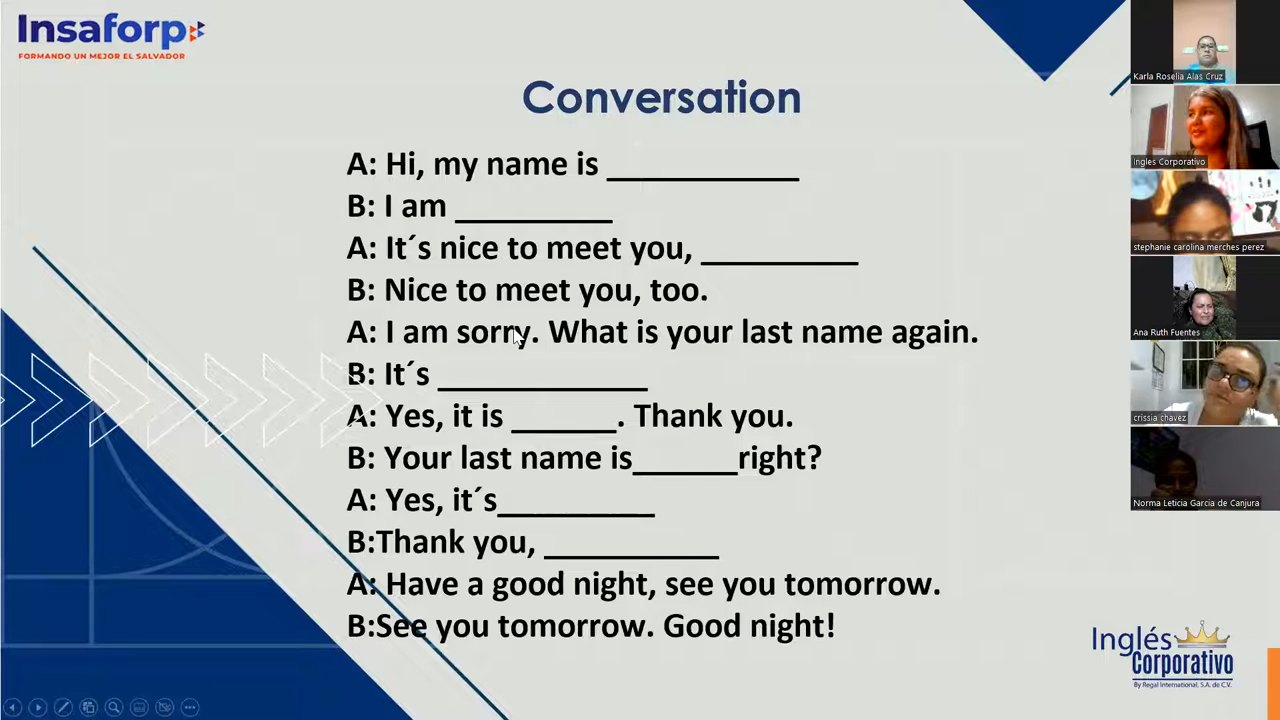 Insaforp
FORMANDO UN MEJOR EL SALVADOR
Conversation
A: Hi, my name is ____________
B: I am __________
A: It´s nice to meet you, __________
B: Nice to meet you, too.
A: I am sorry. What is your last name again.
B: It´s _____________
A: Yes, it is ______. Thank you.
B: Your last name is______right?
A: Yes, it´s__________
B:Thank you, ___________
A: Have a good night, see you tomorrow.
B:See you tomorrow. Good night!
Inglés
Corporativo
By Regal International, S.A. de C.V.
Karla Roselia Alas Cruz
Ingles Corporativo
stephanie carolina merches perez
Ana Ruth Fuentes
crissia chavez
Norma Leticia Garcia de Canjura